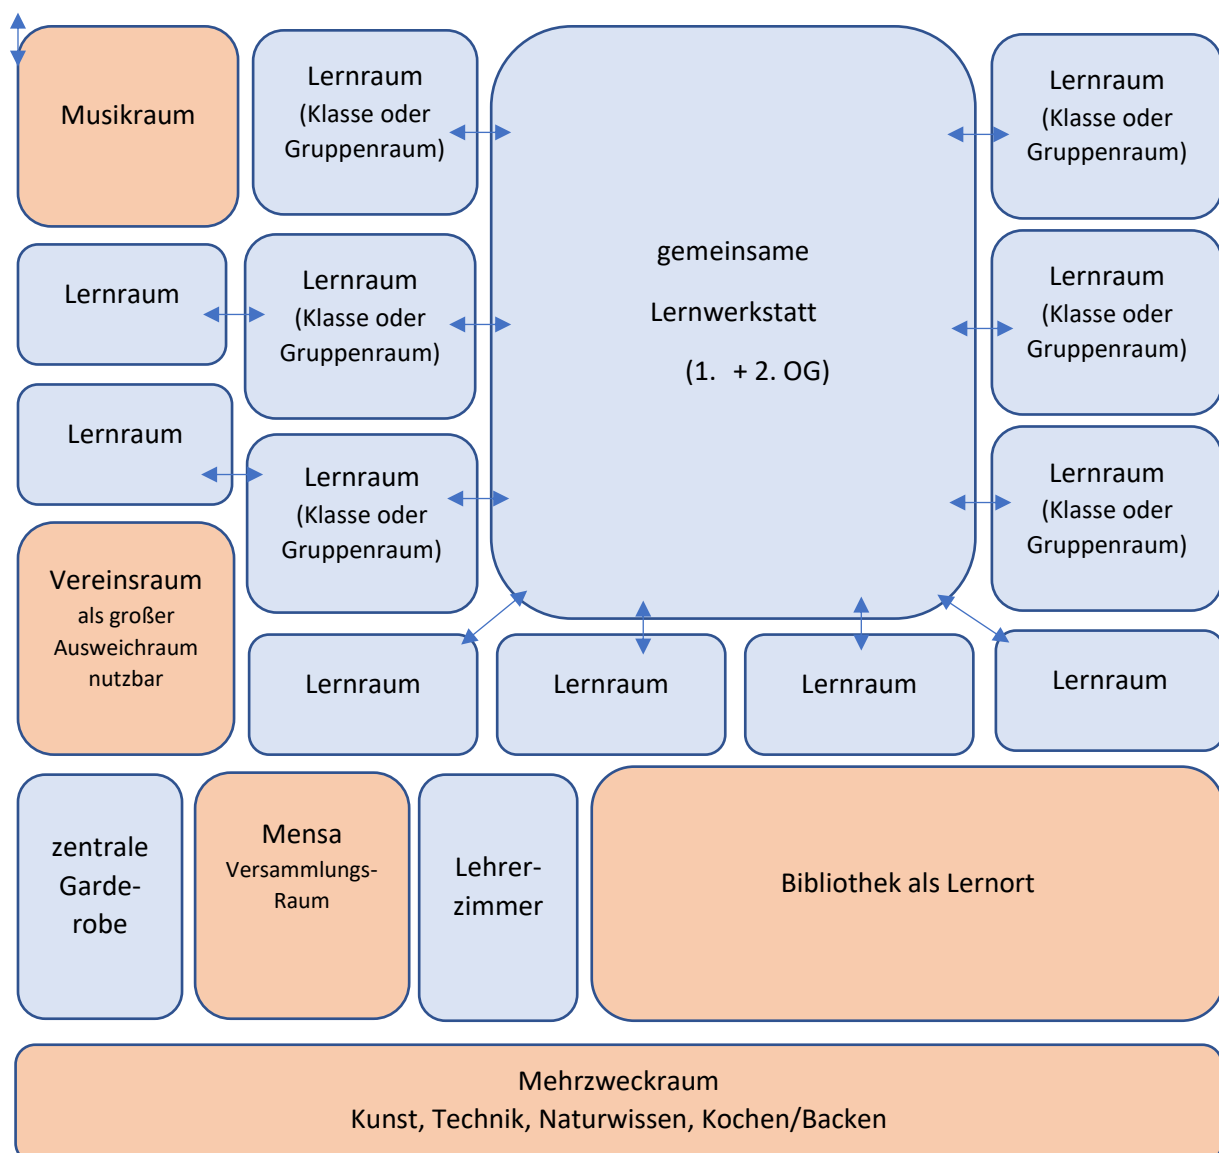 Musikraum
Lernraum
(Klasse oder
Gruppenraum)
gemeinsame
Lernwerkstatt
(1. + 2. OG)
Lernraum
(Klasse oder
Gruppenraum)
Lernraum
Lernraum
(Klasse oder
Gruppenraum)
Lernraum
(Klasse oder
Gruppenraum)
Lernraum
Lernraum
(Klasse oder
Gruppenraum)
Lernraum
(Klasse oder
Gruppenraum)
Vereinsraum
als großer
Ausweichraum
nutzbar
Lernraum
Lernraum
Lernraum
Lernraum
zentrale
Garde-
robe
Mensa
Versammlungs-
Raum
Lehrer-
zimmer
Bibliothek als Lernort
Mehrzweckraum
Kunst, Technik, Naturwissen, Kochen/Backen